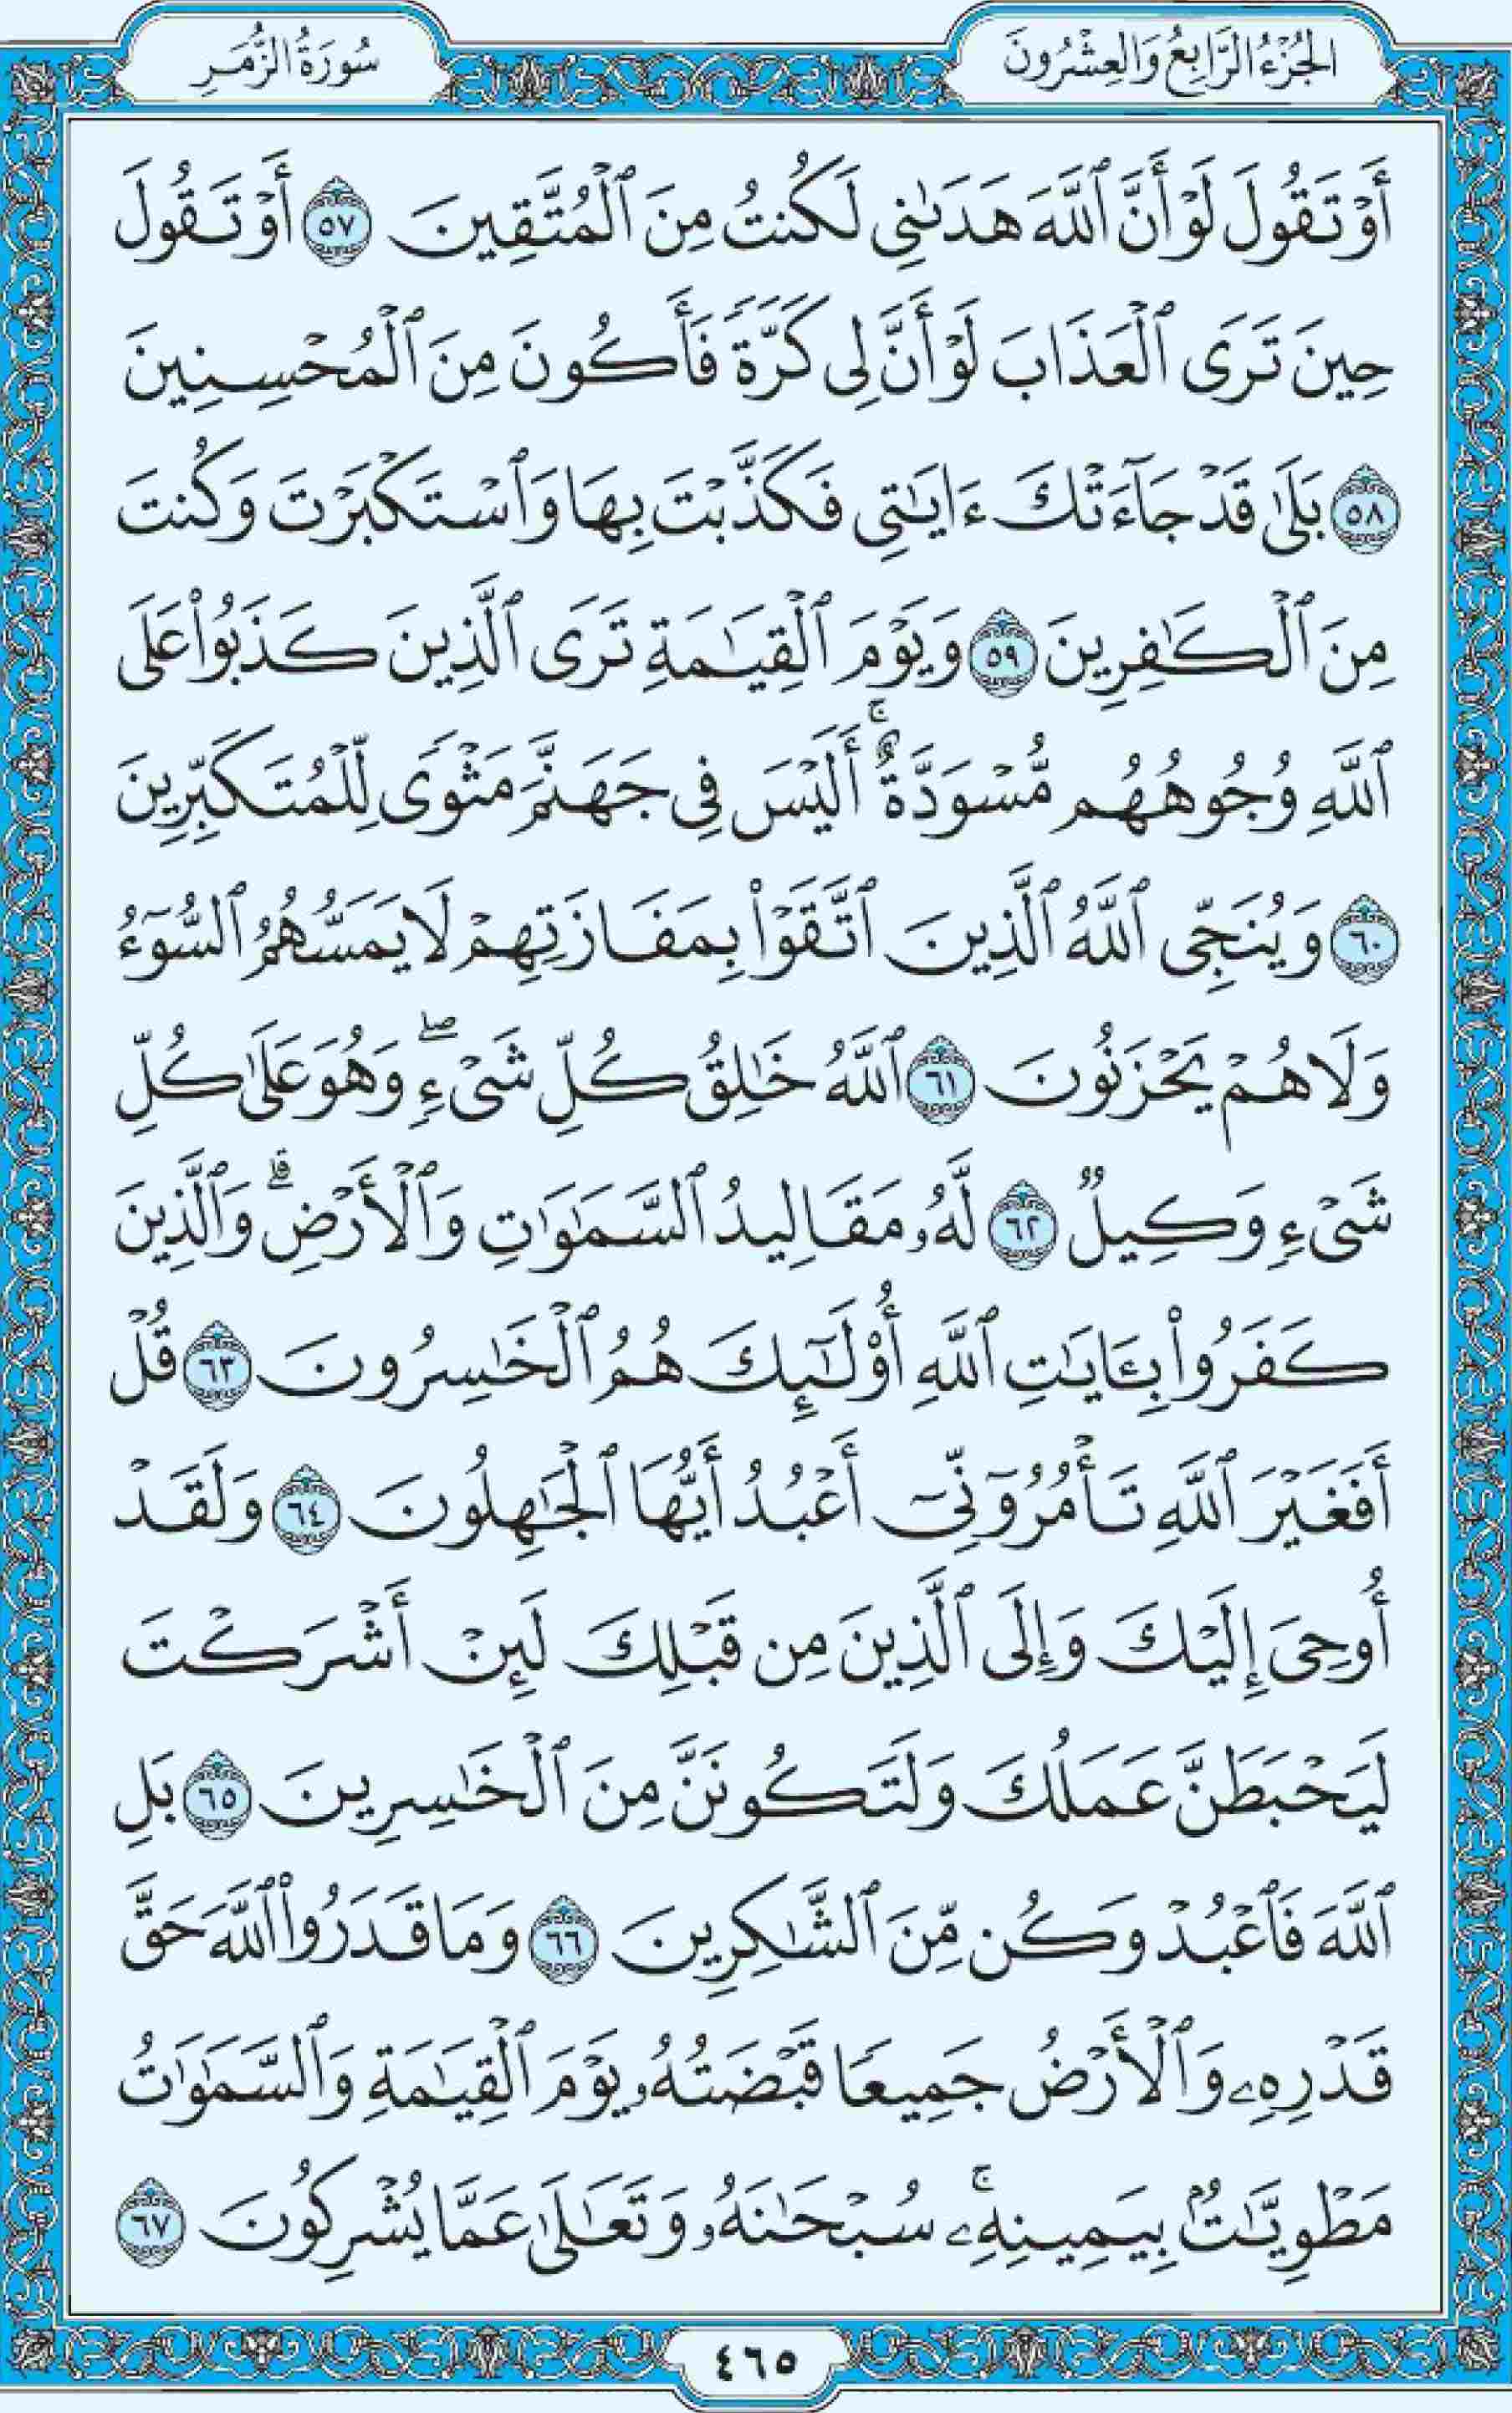 الجُزْءُ الرَّابِعُ وَالعِشْرُونَ
سُورَةُ الزُّمَرِ
أَوۡ تَقُولَ لَوۡ أَنَّ ٱللَّهَ هَدَىٰنِي لَكُنتُ مِنَ ٱلۡمُتَّقِينَ ٥٧ أَوۡ تَقُولَ
حِينَ تَرَى ٱلۡعَذَابَ لَوۡ أَنَّ لِي كَرَّةٗ فَأَكُونَ مِنَ ٱلۡمُحۡسِنِينَ
٥٨ بَلَىٰ قَدۡ جَآءَتۡكَ ءَايَٰتِي فَكَذَّبۡتَ بِهَا وَٱسۡتَكۡبَرۡتَ وَكُنتَ
مِنَ ٱلۡكَٰفِرِينَ ٥٩ وَيَوۡمَ ٱلۡقِيَٰمَةِ تَرَى ٱلَّذِينَ كَذَبُواْ عَلَى
ٱللَّهِ وُجُوهُهُم مُّسۡوَدَّةٌۚ أَلَيۡسَ فِي جَهَنَّمَ مَثۡوٗى لِّلۡمُتَكَبِّرِينَ
٦٠ وَيُنَجِّي ٱللَّهُ ٱلَّذِينَ ٱتَّقَوۡاْ بِمَفَازَتِهِمۡ لَا يَمَسُّهُمُ ٱلسُّوٓءُ
وَلَا هُمۡ يَحۡزَنُونَ ٦١ ٱللَّهُ خَٰلِقُ كُلِّ شَيۡءٖۖ وَهُوَ عَلَىٰ كُلِّ
شَيۡءٖ وَكِيلٞ ٦٢ لَّهُۥ مَقَالِيدُ ٱلسَّمَٰوَٰتِ وَٱلۡأَرۡضِۗ وَٱلَّذِينَ
كَفَرُواْ بِـَٔايَٰتِ ٱللَّهِ أُوْلَٰٓئِكَ هُمُ ٱلۡخَٰسِرُونَ ٦٣ قُلۡ
أَفَغَيۡرَ ٱللَّهِ تَأۡمُرُوٓنِّيٓ أَعۡبُدُ أَيُّهَا ٱلۡجَٰهِلُونَ ٦٤ وَلَقَدۡ
أُوحِيَ إِلَيۡكَ وَإِلَى ٱلَّذِينَ مِن قَبۡلِكَ لَئِنۡ أَشۡرَكۡتَ
لَيَحۡبَطَنَّ عَمَلُكَ وَلَتَكُونَنَّ مِنَ ٱلۡخَٰسِرِينَ ٦٥ بَلِ
ٱللَّهَ فَٱعۡبُدۡ وَكُن مِّنَ ٱلشَّٰكِرِينَ ٦٦ وَمَا قَدَرُواْ ٱللَّهَ حَقَّ
قَدۡرِهِۦ وَٱلۡأَرۡضُ جَمِيعٗا قَبۡضَتُهُۥ يَوۡمَ ٱلۡقِيَٰمَةِ وَٱلسَّمَٰوَٰتُ
مَطۡوِيَّٰتُۢ بِيَمِينِهِۦۚ سُبۡحَٰنَهُۥ وَتَعَٰلَىٰ عَمَّا يُشۡرِكُونَ ٦٧
٤٦٥